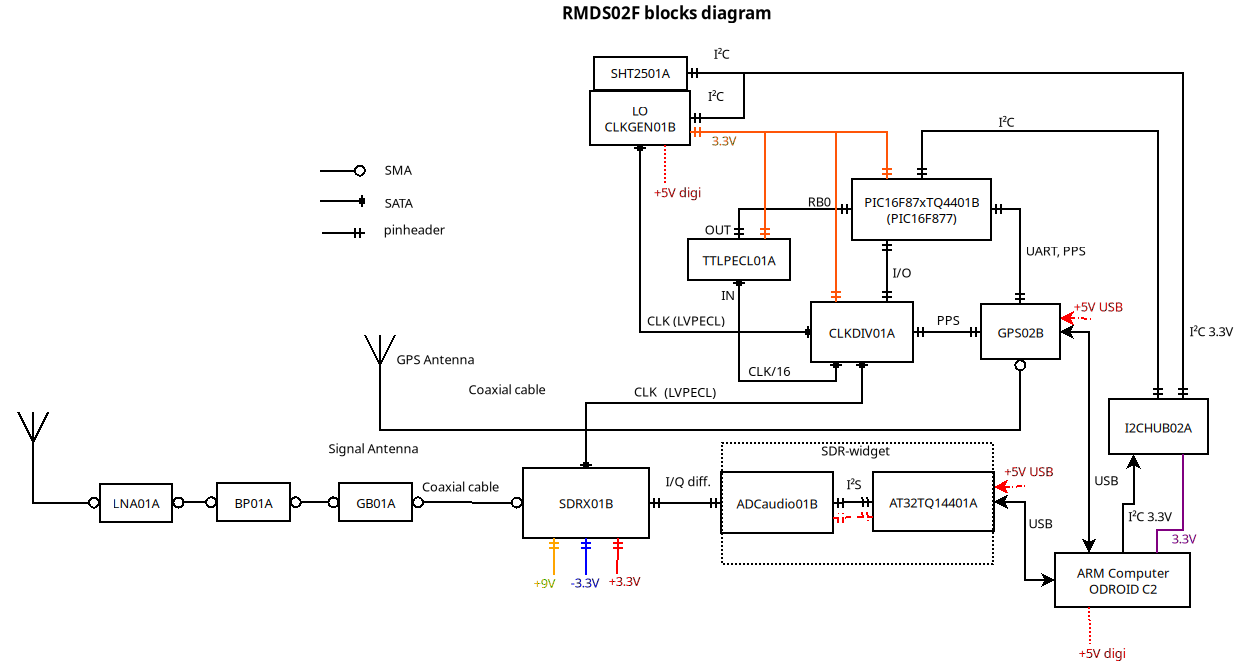 RMDS02F blocks diagram
I²C
SHT2501A
I²C
LO
CLKGEN01B
3.3V
I²C
SMA
SATA
pinheader
+5V digi
RB0
PIC16F87xTQ4401B
(PIC16F877)
OUT
TTLPECL01A
UART, PPS
I/O
IN
+5V USB
CLK (LVPECL)
CLKDIV01A
PPS
GPS02B
I²C 3.3V
GPS Antenna
CLK/16
Coaxial cable
CLK (LVPECL)
I2CHUB02A
Signal Antenna
SDR-widget
Coaxial cable
I/Q diff.
I²S
+5V USB
USB
LNA01A
BP01A
GB01A
SDRX01B
ADCaudio01B
AT32TQ14401A
USB
I²C 3.3V
3.3V
+9V
-3.3V
+3.3V
ARM Computer
ODROID C2
+5V digi